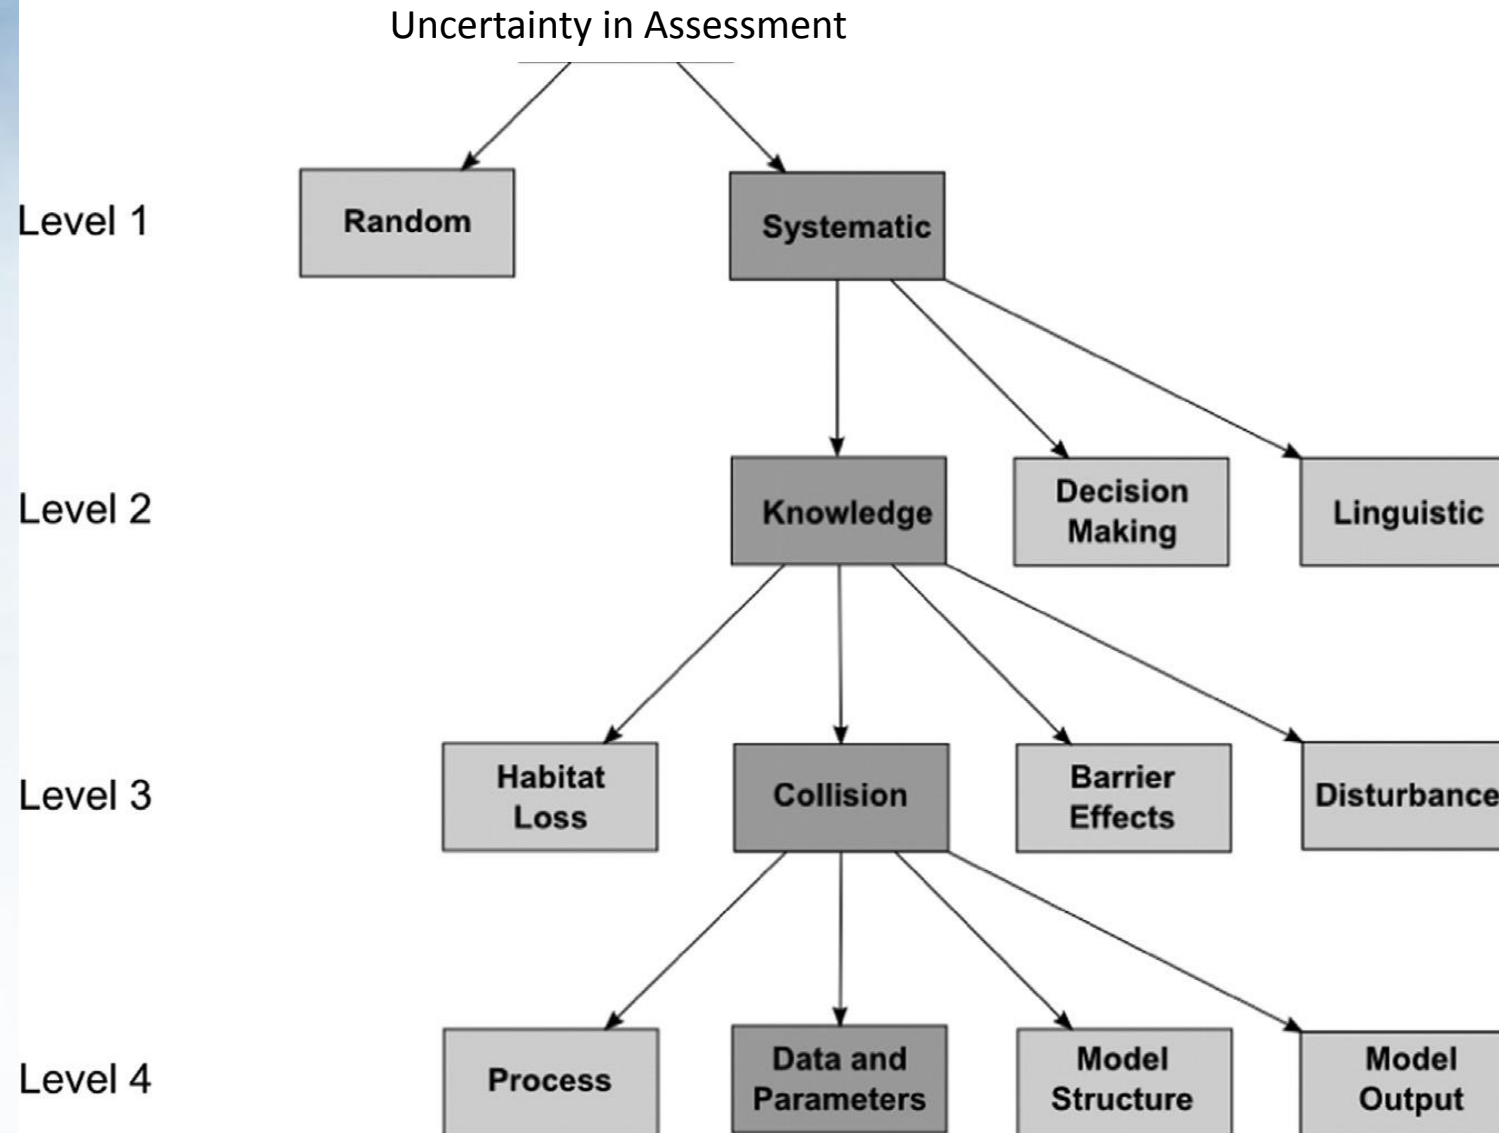 Uncertainty in Assessment
Level 1
Random
Systematic
Level 2
Knowledge
Decision
Making
Linguistic
Level 3
Habitat
Loss
Collision
Barrier
Effects
Disturbance
Level 4
Process
Data and
Parameters
Model
Structure
Model
Output